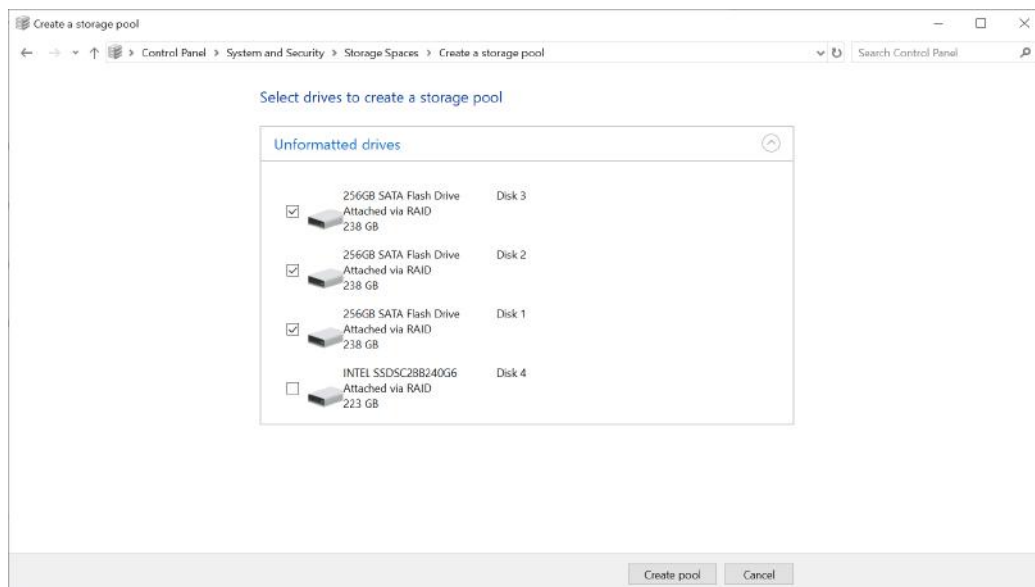 Create a storage pool
Control Panel > System and Security > Storage Spaces > Create a storage pool
Search Control Panel
Select drives to create a storage pool
Unformatted drives
256GB SATA Flash Drive Disk 3
Attached via RAID
238 GB
256GB SATA Flash Drive Disk 2
Attached via RAID
238 GB
256GB SATA Flash Drive Disk 1
Attached via RAID
238 GB
INTEL SSDSC2BB240G6 Disk 4
Attached via RAID
223 GB
Create pool Cancel